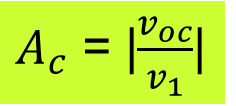 A_c = |v_oc / v_1|